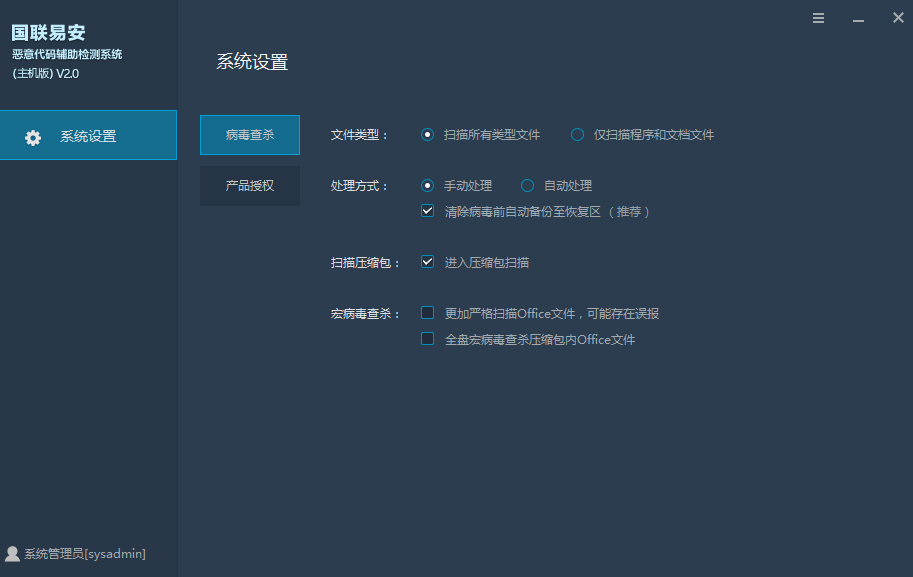 国联易安
恶意代码辅助检测系统
(主机版) V2.0
系统设置
系统设置
病毒查杀
产品授权
文件类型：
扫描所有类型文件
仅扫描程序和文档文件
处理方式：
手动处理
自动处理
清除病毒前自动备份至恢复区（推荐）
扫描压缩包：
进入压缩包扫描
宏病毒查杀：
更加严格扫描Office文件，可能存在误报
全盘宏病毒查杀压缩包内Office文件
系统管理员[sysadmin]